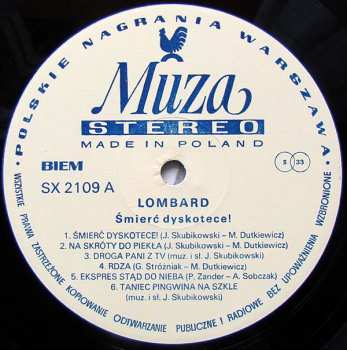 • POLSKIE NAGRANIA WARSZAWA •
Muza
STEREO
MADE IN POLAND
BIEM
S 33
SX 2109 A
LOMBARD
Śmierć dyskotece!
1. ŚMIERĆ DYSKOTECE! (J. Skubikowski – M. Dutkiewicz)
2. NA SKRÓTY DO PIEKŁA (J. Skubikowski – M. Dutkiewicz)
3. DROGA PANI Z TV (muz. i sł. J. Skubikowski)
4. RDZA (G. Stróżniak – M. Dutkiewicz)
5. EKSPRES STĄD DO NIEBA (P. Zander – A. Sobczak)
6. TANIEC PINGWINA NA SZKLE
(muz. i sł. J. Skubikowski)
WSZYSTKIE PRAWA ZASTRZEŻONE KOPIOWANIE ODTWARZANIE PUBLICZNE I RADIOWE BEZ UPOWAŻNIENIA WZBRONIONE